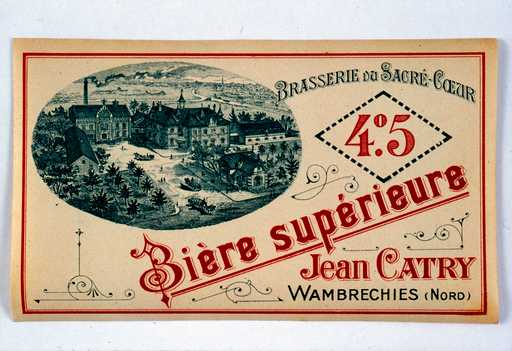 BRASSERIE DU SACRÉ-CŒUR
4°.5
Bière supérieure
Jean CATRY
WAMBRECHIES (NORD)